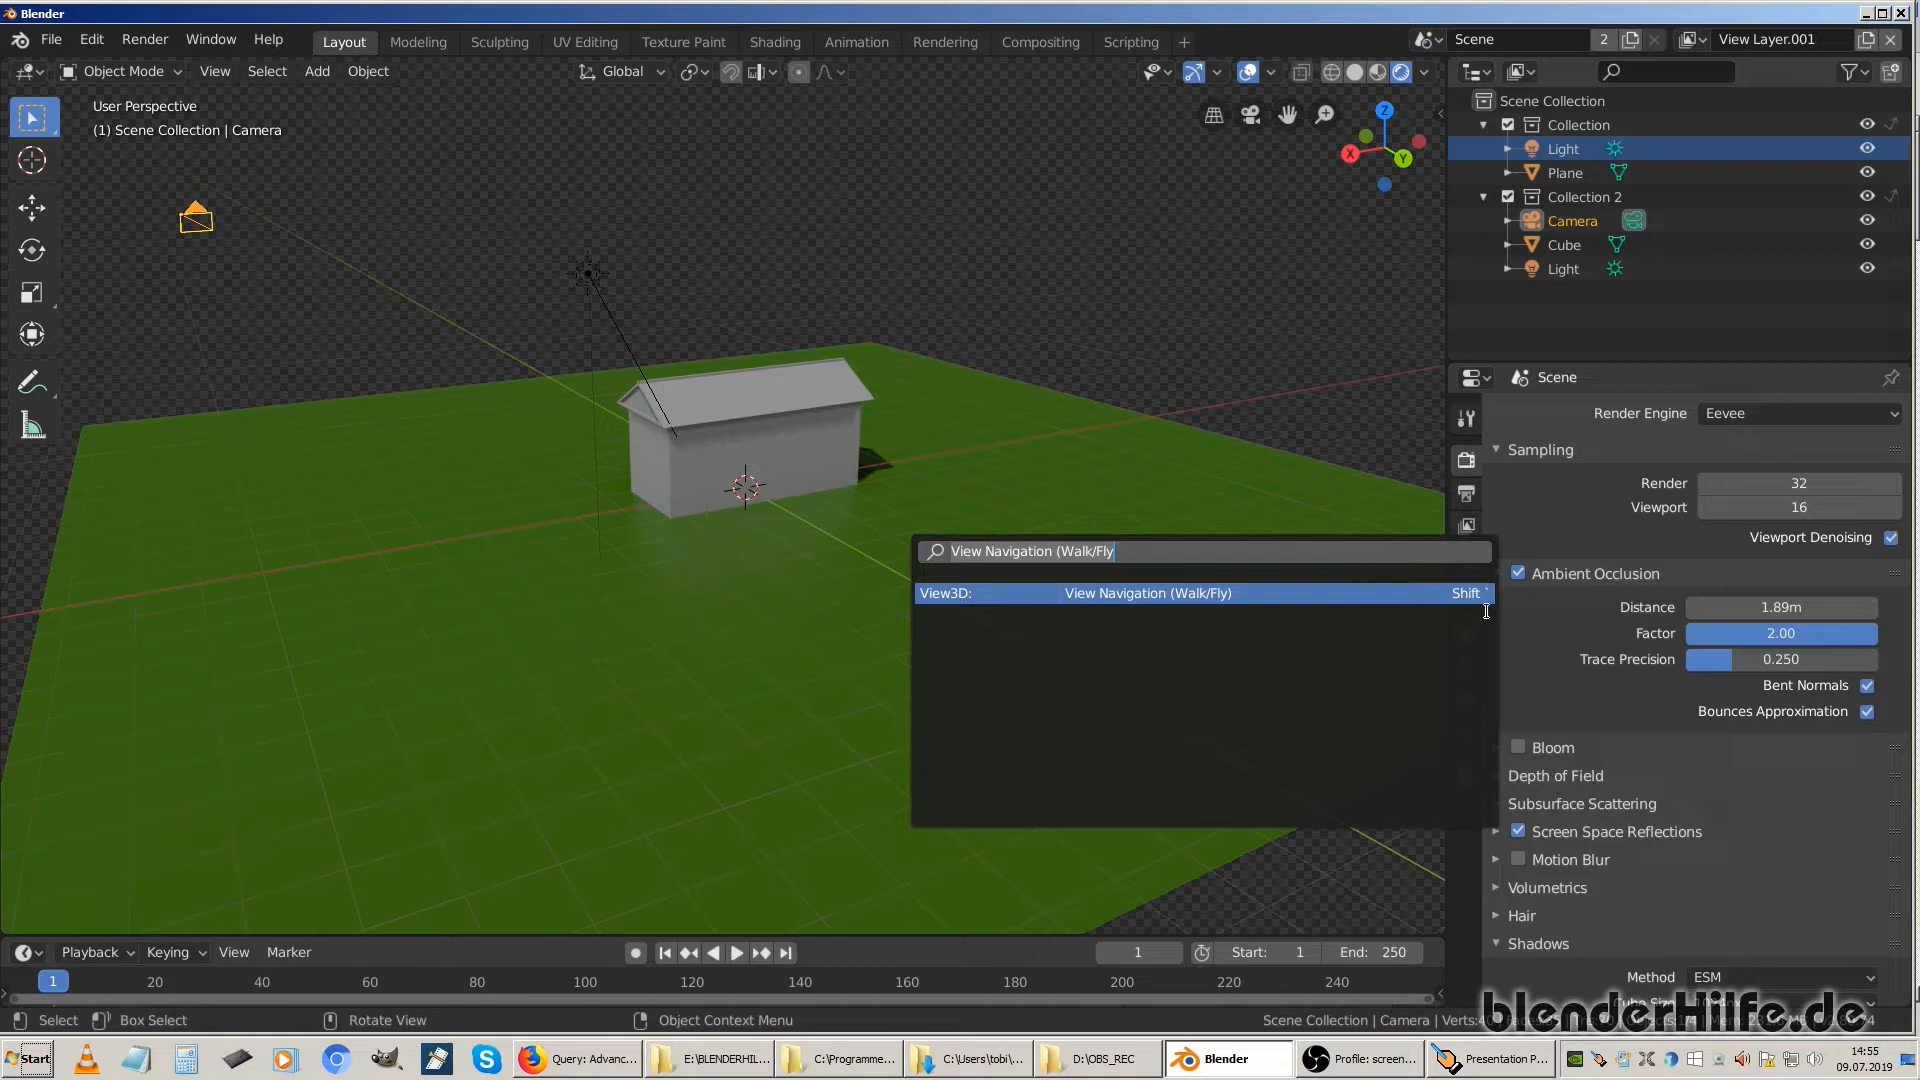 Blender
File Edit Render Window Help
Layout Modeling Sculpting UV Editing Texture Paint Shading Animation Rendering Compositing Scripting
Scene 2 View Layer.001
Object Mode View Select Add Object
Global
User Perspective
(1) Scene Collection | Camera
Z
X
Y
Scene Collection
Collection
Light
Plane
Collection 2
Camera
Cube
Light
Scene
Render Engine Eevee
Sampling
Render 32
Viewport 16
Viewport Denoising
Ambient Occlusion
Distance 1.89m
Factor 2.00
Trace Precision 0.250
Bent Normals
Bounces Approximation
Bloom
Depth of Field
Subsurface Scattering
Screen Space Reflections
Motion Blur
Volumetrics
Hair
Shadows
Method ESM
View Navigation (Walk/Fly
View3D: View Navigation (Walk/Fly) Shift `
Playback Keying View Marker
1 Start: 1 End: 250
1 20 40 60 80 100 120 140 160 180 200 220 240
Select Box Select Rotate View Object Context Menu
Scene Collection | Camera
blenderHilfe.de
Start
Query: Advanc...
E:\BLENDERHIL...
C:\Programme...
C:\Users\tobi\...
D:\OBS_REC
Blender
Profile: screen...
Presentation P...
14:55
09.07.2019